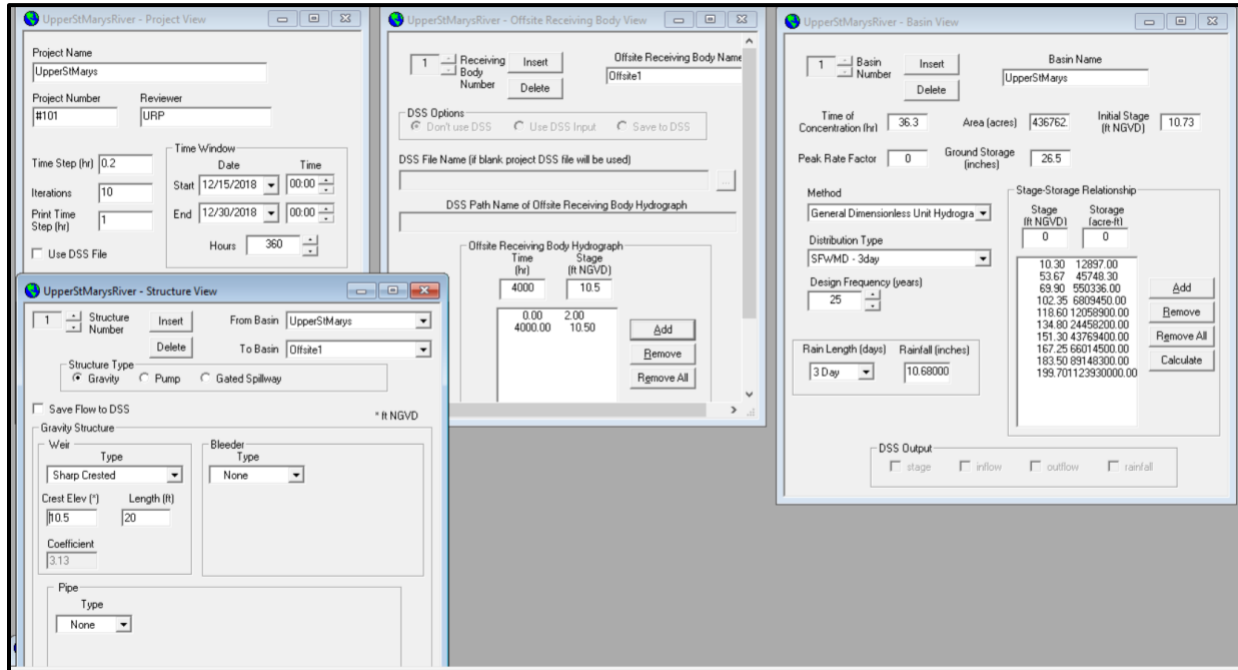 UpperStMarysRiver - Project View
Project Name
UpperStMarys
Project Number Reviewer
#101 URP
Time Step (hr) 0.2
Iterations 10
Print Time Step (hr) 1
Use DSS File
Time Window
Date Time
Start 12/15/2018 00:00
End 12/30/2018 00:00
Hours 360
UpperStMarysRiver - Offsite Receiving Body View
1 Receiving Body Number
Insert
Delete
Offsite Receiving Body Name
Offsite1
DSS Options
Don't use DSS Use DSS Input Save to DSS
DSS File Name (if blank project DSS file will be used)
...
DSS Path Name of Offsite Receiving Body Hydrograph
Offsite Receiving Body Hydrograph
Time (hr) Stage (ft NGVD)
4000 10.5
0.00 2.00
4000.00 10.50
Add
Remove
Remove All
UpperStMarysRiver - Basin View
1 Basin Number
Insert
Delete
Basin Name
UpperStMarys
Time of Concentration (hr) 36.3
Area (acres) 436762
Initial Stage (ft NGVD) 10.73
Peak Rate Factor 0
Ground Storage (inches) 26.5
Method
General Dimensionless Unit Hydrogra
Distribution Type
SFWMD - 3day
Design Frequency (years)
25
Rain Length (days) Rainfall (inches)
3 Day 10.68000
Stage-Storage Relationship
Stage (ft NGVD) Storage (acre-ft)
0 0
10.30 12897.00
53.67 45748.30
69.90 550336.00
102.35 6809450.00
118.60 12058900.00
134.80 24458200.00
151.30 43769400.00
167.25 66014500.00
183.50 89148300.00
199.701123930000.00
Add
Remove
Remove All
Calculate
DSS Output
stage inflow outflow rainfall
UpperStMarysRiver - Structure View
1 Structure Number
Insert
Delete
From Basin UpperStMarys
To Basin Offsite1
Structure Type
Gravity Pump Gated Spillway
Save Flow to DSS
* ft NGVD
Gravity Structure
Weir
Type
Sharp Crested
Crest Elev (*) Length (ft)
10.5 20
Coefficient
3.13
Bleeder
Type
None
Pipe
Type
None